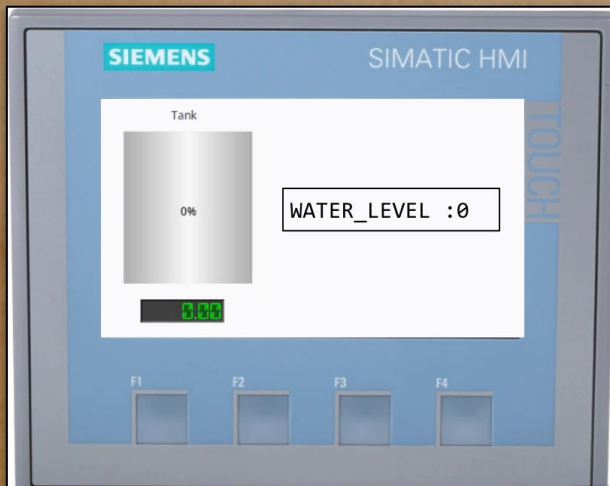 SIEMENS
SIMATIC HMI
TOUCH
Tank
0%
WATER_LEVEL :0
0.00
F1
F2
F3
F4